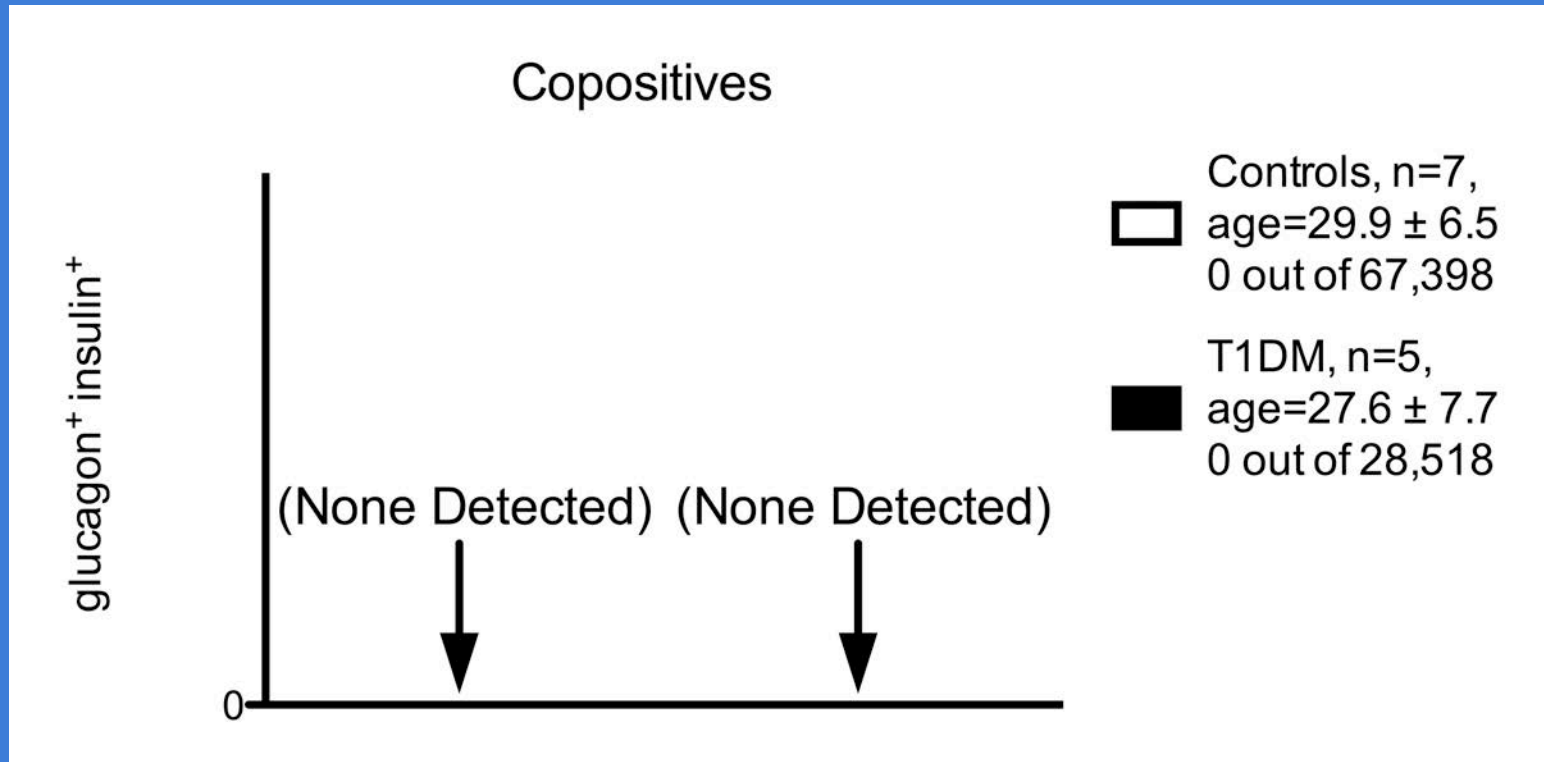 Copositives
glucagon⁺ insulin⁺
(None Detected) (None Detected)
0
Controls, n=7,
age=29.9 ± 6.5
0 out of 67,398
T1DM, n=5,
age=27.6 ± 7.7
0 out of 28,518